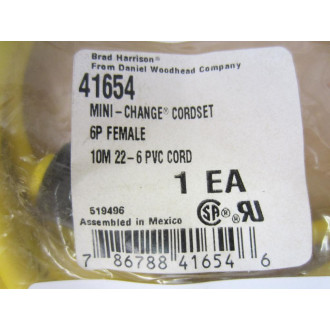 Brad Harrison®
From Daniel Woodhead Company
41654
MINI-CHANGE® CORDSET
6P FEMALE
10M 22-6 PVC CORD
1 EA
519496
Assembled in Mexico
7 86788 41654 6